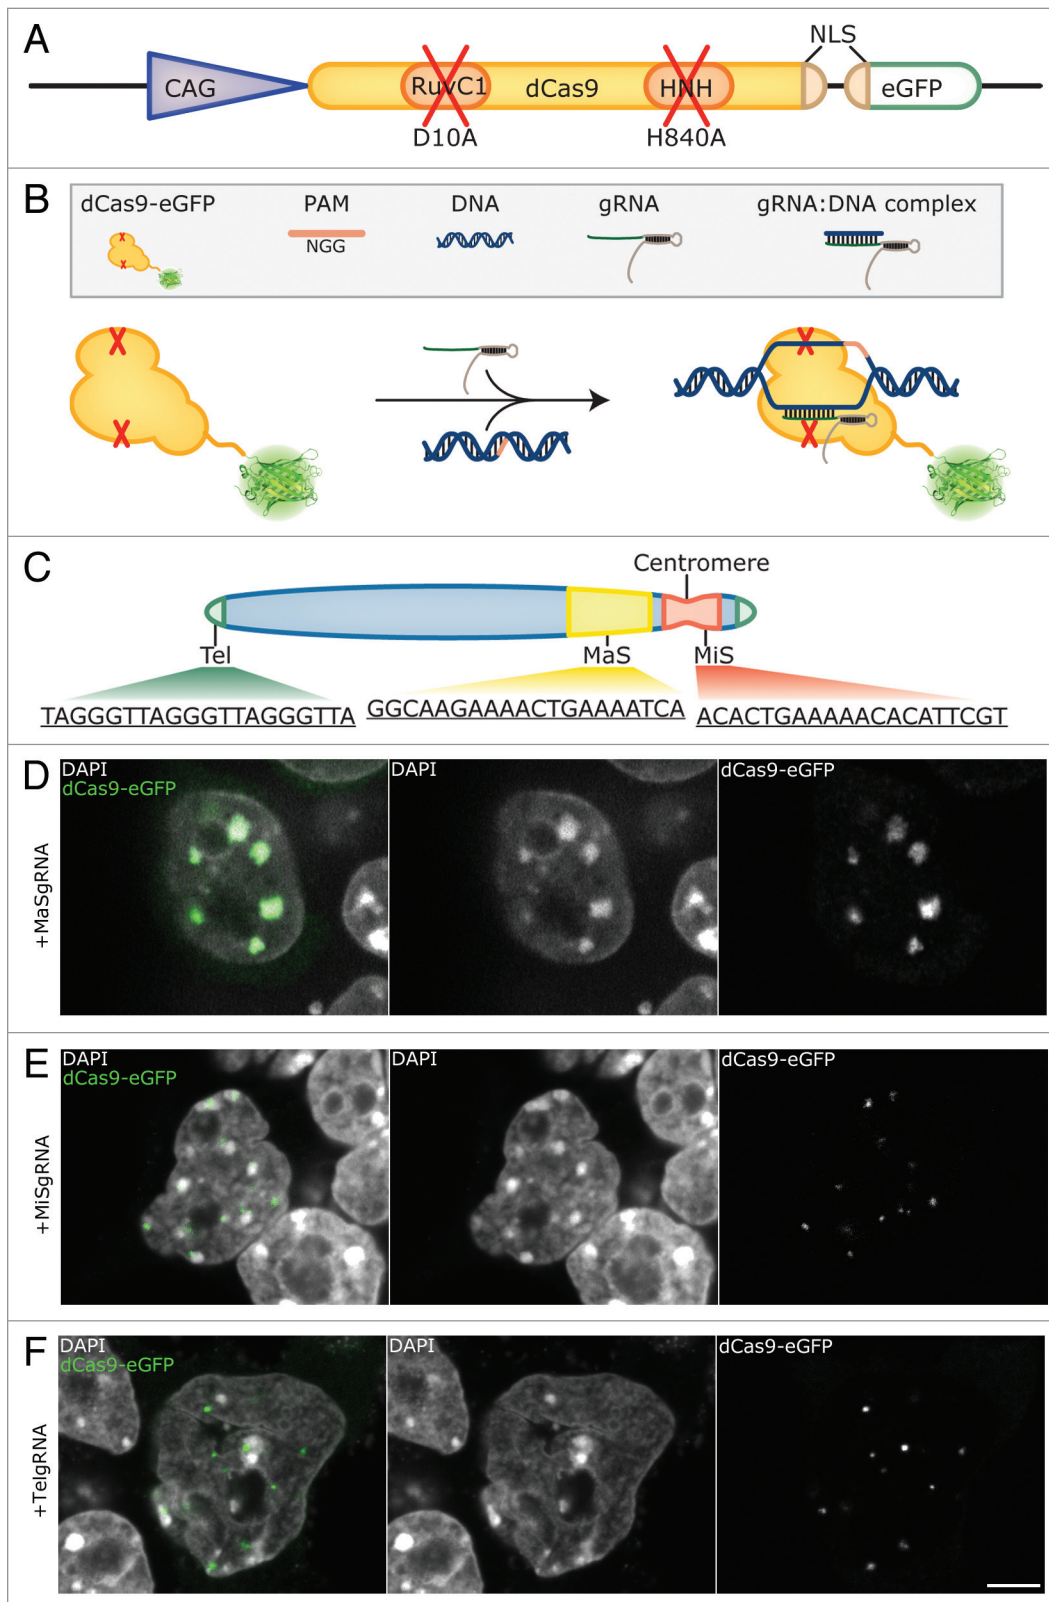 A
NLS
CAG
RuvC1
dCas9
HNH
eGFP
D10A
H840A
B
dCas9-eGFP
PAM
DNA
gRNA
gRNA:DNA complex
NGG
C
Centromere
Tel
MaS
MiS
TAGGGTTAGGGTTAGGGTTA
GGCAAGAAAACTGAAAATCA
ACACTGAAAAACACATTCGT
D
+MaSgRNA
DAPI
dCas9-eGFP
DAPI
dCas9-eGFP
E
+MiSgRNA
DAPI
dCas9-eGFP
DAPI
dCas9-eGFP
F
+TelgRNA
DAPI
dCas9-eGFP
DAPI
dCas9-eGFP